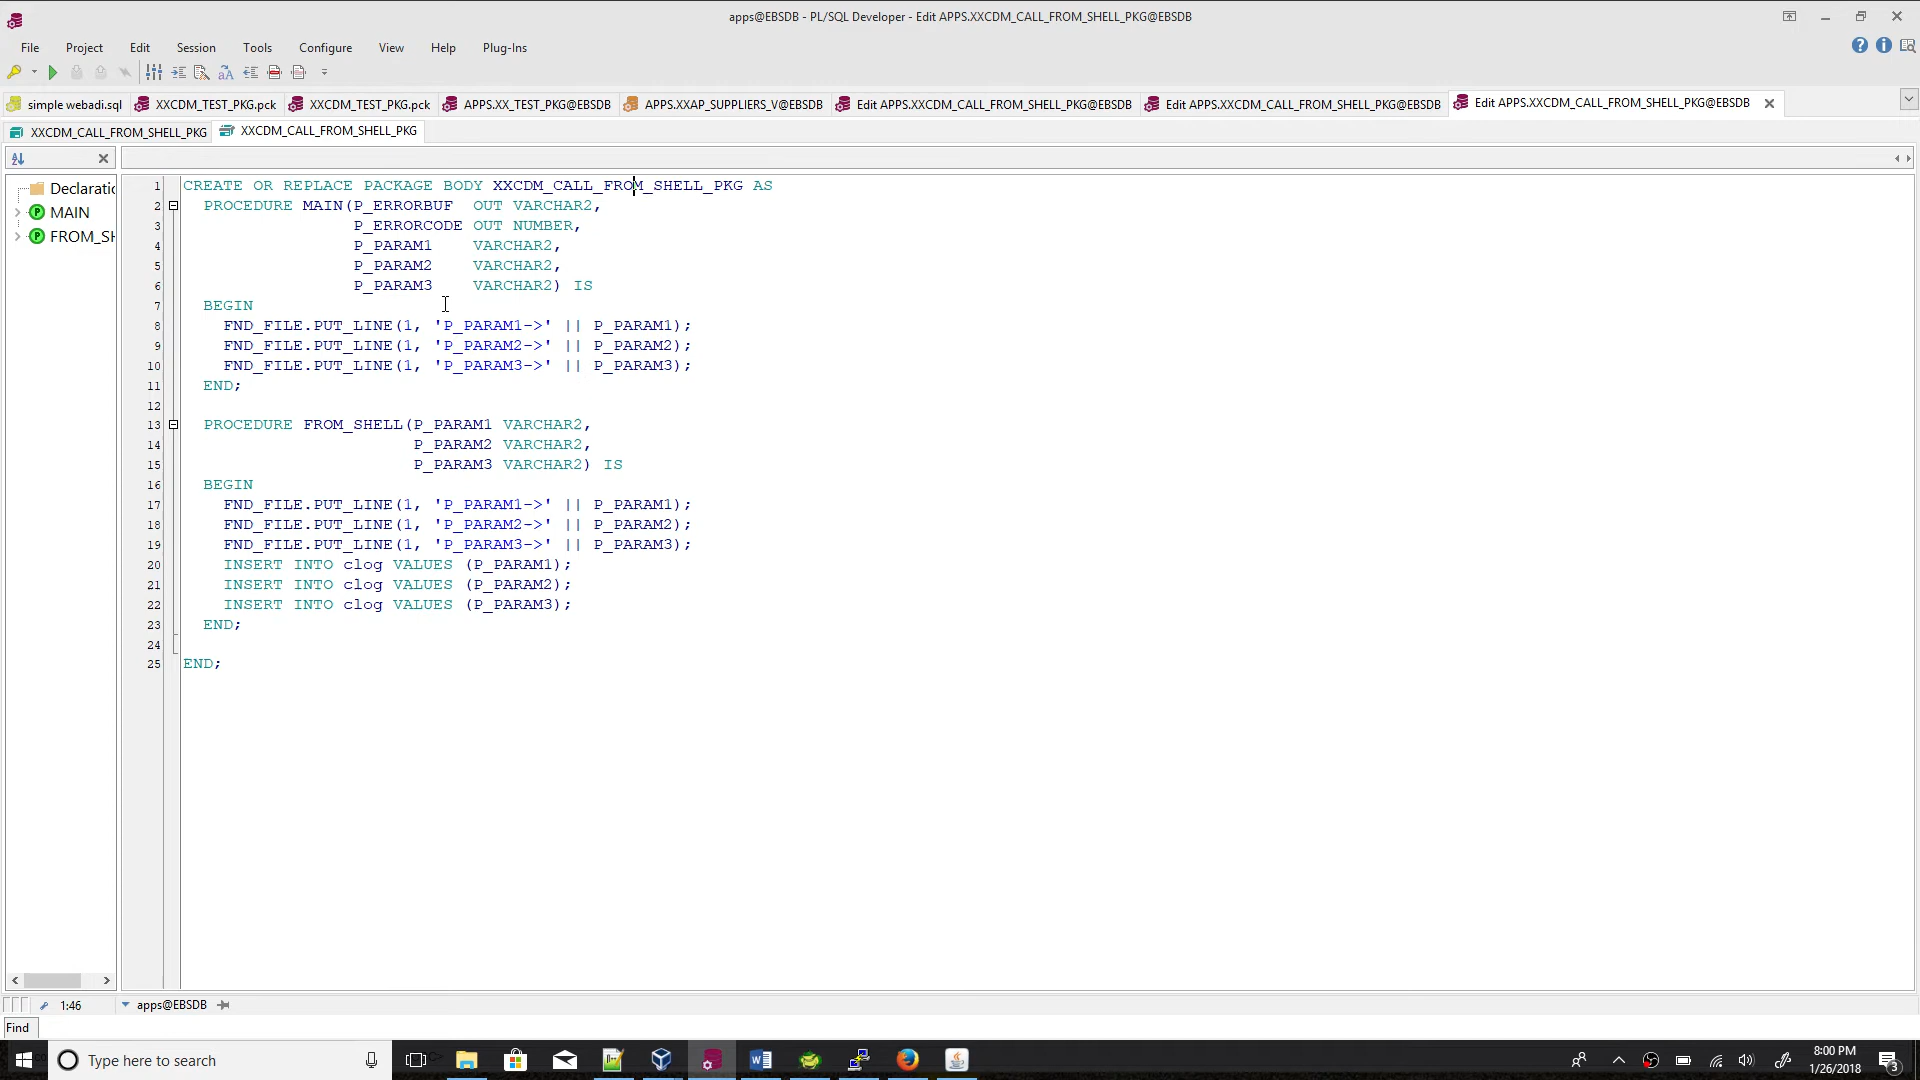 apps@EBSDB - PL/SQL Developer - Edit APPS.XXCDM_CALL_FROM_SHELL_PKG@EBSDB
File Project Edit Session Tools Configure View Help Plug-Ins
simple webadi.sql XXCDM_TEST_PKG.pck XXCDM_TEST_PKG.pck APPS.XX_TEST_PKG@EBSDB APPS.XXAP_SUPPLIERS_V@EBSDB Edit APPS.XXCDM_CALL_FROM_SHELL_PKG@EBSDB Edit APPS.XXCDM_CALL_FROM_SHELL_PKG@EBSDB Edit APPS.XXCDM_CALL_FROM_SHELL_PKG@EBSDB
XXCDM_CALL_FROM_SHELL_PKG XXCDM_CALL_FROM_SHELL_PKG
Declaratic
MAIN
FROM_SH
1 CREATE OR REPLACE PACKAGE BODY XXCDM_CALL_FROM_SHELL_PKG AS
2 PROCEDURE MAIN(P_ERRORBUF OUT VARCHAR2,
3 P_ERRORCODE OUT NUMBER,
4 P_PARAM1 VARCHAR2,
5 P_PARAM2 VARCHAR2,
6 P_PARAM3 VARCHAR2) IS
7 BEGIN
8 FND_FILE.PUT_LINE(1, 'P_PARAM1->' || P_PARAM1);
9 FND_FILE.PUT_LINE(1, 'P_PARAM2->' || P_PARAM2);
10 FND_FILE.PUT_LINE(1, 'P_PARAM3->' || P_PARAM3);
11 END;
12
13 PROCEDURE FROM_SHELL(P_PARAM1 VARCHAR2,
14 P_PARAM2 VARCHAR2,
15 P_PARAM3 VARCHAR2) IS
16 BEGIN
17 FND_FILE.PUT_LINE(1, 'P_PARAM1->' || P_PARAM1);
18 FND_FILE.PUT_LINE(1, 'P_PARAM2->' || P_PARAM2);
19 FND_FILE.PUT_LINE(1, 'P_PARAM3->' || P_PARAM3);
20 INSERT INTO clog VALUES (P_PARAM1);
21 INSERT INTO clog VALUES (P_PARAM2);
22 INSERT INTO clog VALUES (P_PARAM3);
23 END;
24
25 END;
1:46 apps@EBSDB
Find
Type here to search
8:00 PM
1/26/2018
3